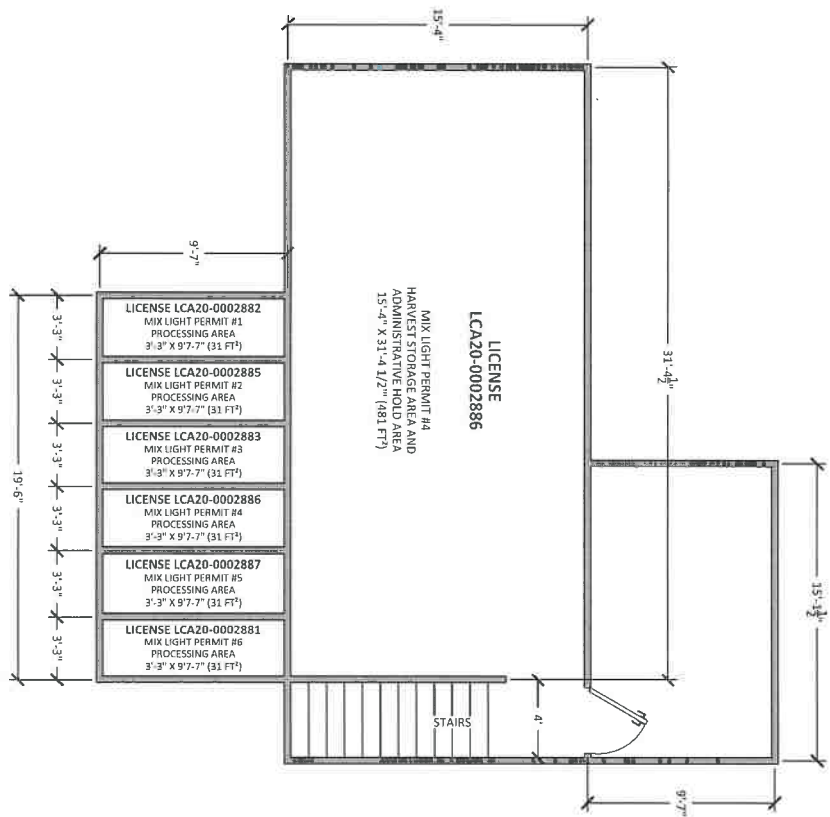 15'-4"
31'-4½"
15'-1½"
9'-7"
LICENSE
LCA20-0002886
MIX LIGHT PERMIT #4
HARVEST STORAGE AREA AND
ADMINISTRATIVE HOLD AREA
15'-4" X 31'-4 1/2" (481 FT²)
9'-7"
19'-6"
3'-3"
3'-3"
3'-3"
3'-3"
3'-3"
3'-3"
LICENSE LCA20-0002882
MIX LIGHT PERMIT #1
PROCESSING AREA
3'-3" X 9'7-7" (31 FT²)
LICENSE LCA20-0002885
MIX LIGHT PERMIT #2
PROCESSING AREA
3'-3" X 9'7-7" (31 FT²)
LICENSE LCA20-0002883
MIX LIGHT PERMIT #3
PROCESSING AREA
3'-3" X 9'7-7" (31 FT²)
LICENSE LCA20-0002886
MIX LIGHT PERMIT #4
PROCESSING AREA
3'-3" X 9'7-7" (31 FT²)
LICENSE LCA20-0002887
MIX LIGHT PERMIT #5
PROCESSING AREA
3'-3" X 9'7-7" (31 FT²)
LICENSE LCA20-0002881
MIX LIGHT PERMIT #6
PROCESSING AREA
3'-3" X 9'7-7" (31 FT²)
STAIRS
4'